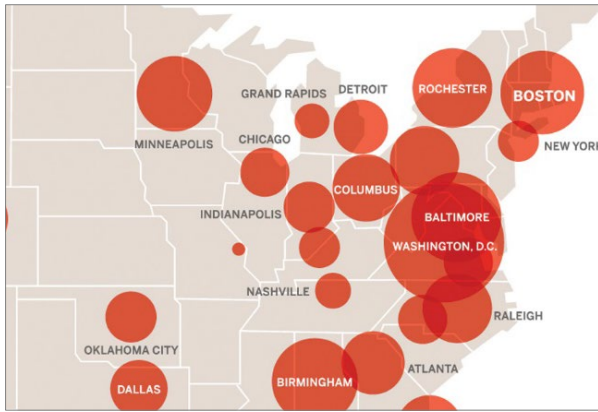 GRAND RAPIDS
DETROIT
ROCHESTER
BOSTON
MINNEAPOLIS
CHICAGO
NEW YORK
COLUMBUS
INDIANAPOLIS
BALTIMORE
WASHINGTON, D.C.
NASHVILLE
RALEIGH
OKLAHOMA CITY
ATLANTA
DALLAS
BIRMINGHAM